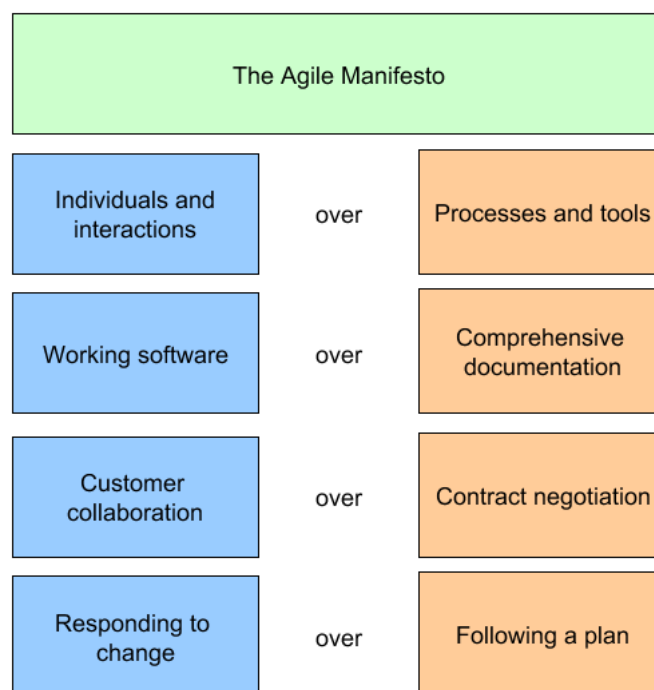 The Agile Manifesto
Individuals and
interactions
over
Processes and tools
Working software
over
Comprehensive
documentation
Customer
collaboration
over
Contract negotiation
Responding to
change
over
Following a plan